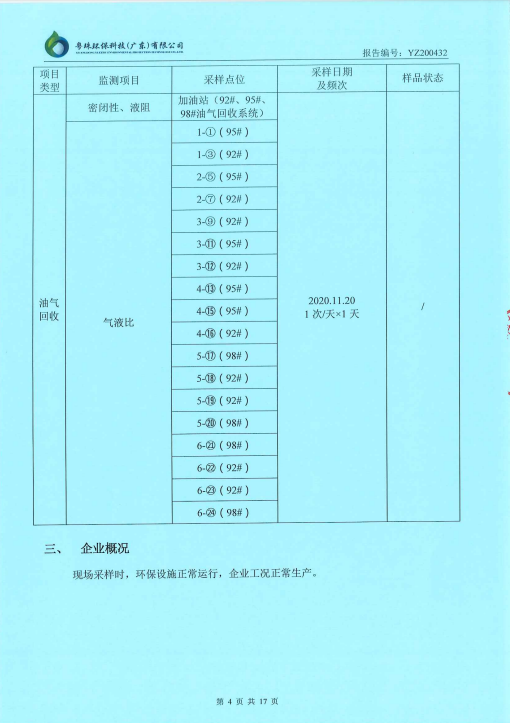 粤珠环保科技(广东)有限公司
报告编号：YZ200432
项目
类型
监测项目
采样点位
采样日期
及频次
样品状态
油气
回收
密闭性、液阻
加油站（92#、95#、
98#油气回收系统）
气液比
1-①（95#）
1-③（92#）
2-⑤（95#）
2-⑦（92#）
3-⑨（92#）
3-⑪（95#）
3-⑫（92#）
4-⑬（95#）
4-⑮（95#）
4-⑯（92#）
5-⑰（98#）
5-⑱（92#）
5-⑲（92#）
5-⑳（98#）
6-㉑（98#）
6-㉒（92#）
6-㉓（92#）
6-㉔（98#）
2020.11.20
1 次/天×1 天
/
三、 企业概况
现场采样时，环保设施正常运行，企业工况正常生产。
第 4 页 共 17 页